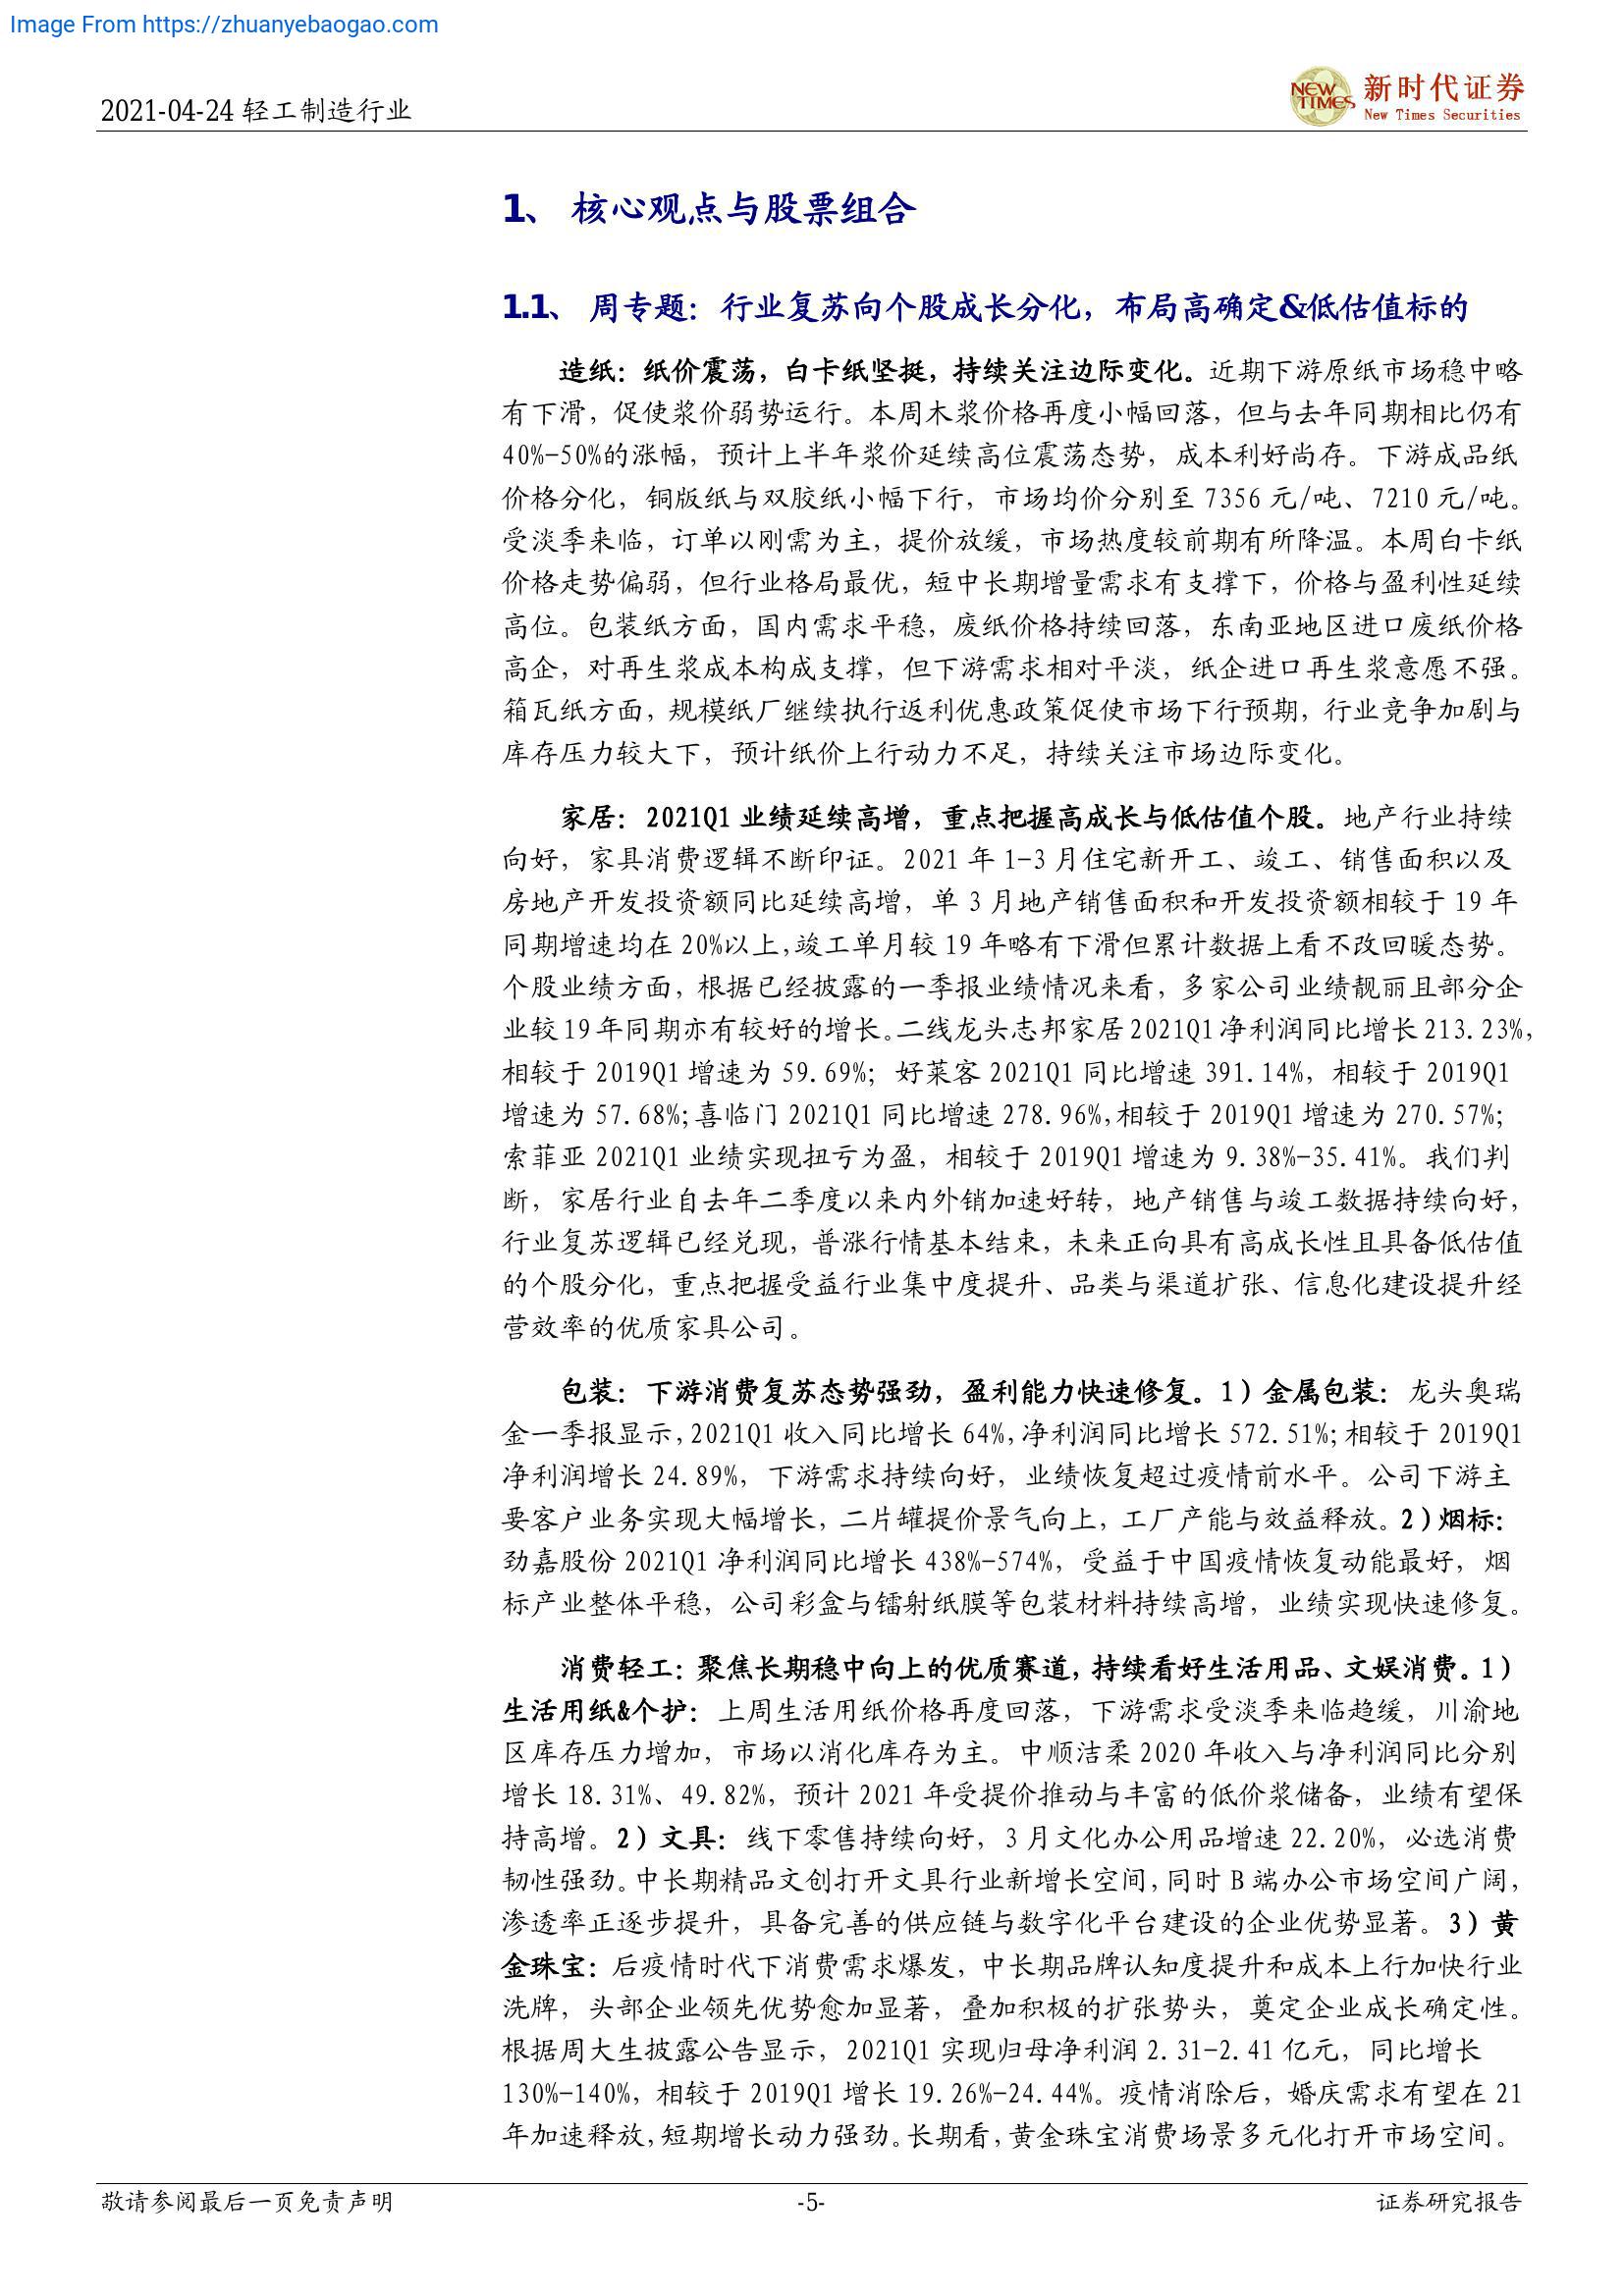 Image From https://zhuanyebaogao.com
2021-04-24 轻工制造行业
NEW TIMES
新时代证券
New Times Securities
1、 核心观点与股票组合
1.1、 周专题：行业复苏向个股成长分化，布局高确定&低估值标的
造纸：纸价震荡，白卡纸坚挺，持续关注边际变化。近期下游原纸市场稳中略
有下滑，促使浆价弱势运行。本周木浆价格再度小幅回落，但与去年同期相比仍有
40%-50%的涨幅，预计上半年浆价延续高位震荡态势，成本利好尚存。下游成品纸
价格分化，铜版纸与双胶纸小幅下行，市场均价分别至 7356 元/吨、7210 元/吨。
受淡季来临，订单以刚需为主，提价放缓，市场热度较前期有所降温。本周白卡纸
价格走势偏弱，但行业格局最优，短中长期增量需求有支撑下，价格与盈利性延续
高位。包装纸方面，国内需求平稳，废纸价格持续回落，东南亚地区进口废纸价格
高企，对再生浆成本构成支撑，但下游需求相对平淡，纸企进口再生浆意愿不强。
箱瓦纸方面，规模纸厂继续执行返利优惠政策促使市场下行预期，行业竞争加剧与
库存压力较大下，预计纸价上行动力不足，持续关注市场边际变化。
家居：2021Q1 业绩延续高增，重点把握高成长与低估值个股。地产行业持续
向好，家具消费逻辑不断印证。2021 年 1-3 月住宅新开工、竣工、销售面积以及
房地产开发投资额同比延续高增，单 3 月地产销售面积和开发投资额相较于 19 年
同期增速均在 20%以上，竣工单月较 19 年略有下滑但累计数据上看不改回暖态势。
个股业绩方面，根据已经披露的一季报业绩情况来看，多家公司业绩靓丽且部分企
业较 19 年同期亦有较好的增长。二线龙头志邦家居 2021Q1 净利润同比增长 213.23%，
相较于 2019Q1 增速为 59.69%；好莱客 2021Q1 同比增速 391.14%，相较于 2019Q1
增速为 57.68%；喜临门 2021Q1 同比增速 278.96%，相较于 2019Q1 增速为 270.57%；
索菲亚 2021Q1 业绩实现扭亏为盈，相较于 2019Q1 增速为 9.38%-35.41%。我们判
断，家居行业自去年二季度以来内外销加速好转，地产销售与竣工数据持续向好，
行业复苏逻辑已经兑现，普涨行情基本结束，未来正向具有高成长性且具备低估值
的个股分化，重点把握受益行业集中度提升、品类与渠道扩张、信息化建设提升经
营效率的优质家具公司。
包装：下游消费复苏态势强劲，盈利能力快速修复。1）金属包装：龙头奥瑞
金一季报显示，2021Q1 收入同比增长 64%，净利润同比增长 572.51%；相较于 2019Q1
净利润增长 24.89%，下游需求持续向好，业绩恢复超过疫情前水平。公司下游主
要客户业务实现大幅增长，二片罐提价景气向上，工厂产能与效益释放。2）烟标：
劲嘉股份 2021Q1 净利润同比增长 438%-574%，受益于中国疫情恢复动能最好，烟
标产业整体平稳，公司彩盒与镭射纸膜等包装材料持续高增，业绩实现快速修复。
消费轻工：聚焦长期稳中向上的优质赛道，持续看好生活用品、文娱消费。1）
生活用纸&个护：上周生活用纸价格再度回落，下游需求受淡季来临趋缓，川渝地
区库存压力增加，市场以消化库存为主。中顺洁柔 2020 年收入与净利润同比分别
增长 18.31%、49.82%，预计 2021 年受提价推动与丰富的低价浆储备，业绩有望保
持高增。2）文具：线下零售持续向好，3 月文化办公用品增速 22.20%，必选消费
韧性强劲。中长期精品文创打开文具行业新增长空间，同时 B 端办公市场空间广阔，
渗透率正逐步提升，具备完善的供应链与数字化平台建设的企业优势显著。3）黄
金珠宝：后疫情时代下消费需求爆发，中长期品牌认知度提升和成本上行加快行业
洗牌，头部企业领先优势愈加显著，叠加积极的扩张势头，奠定企业成长确定性。
根据周大生披露公告显示，2021Q1 实现归母净利润 2.31-2.41 亿元，同比增长
130%-140%，相较于 2019Q1 增长 19.26%-24.44%。疫情消除后，婚庆需求有望在 21
年加速释放，短期增长动力强劲。长期看，黄金珠宝消费场景多元化打开市场空间。
敬请参阅最后一页免责声明
-5-
证券研究报告